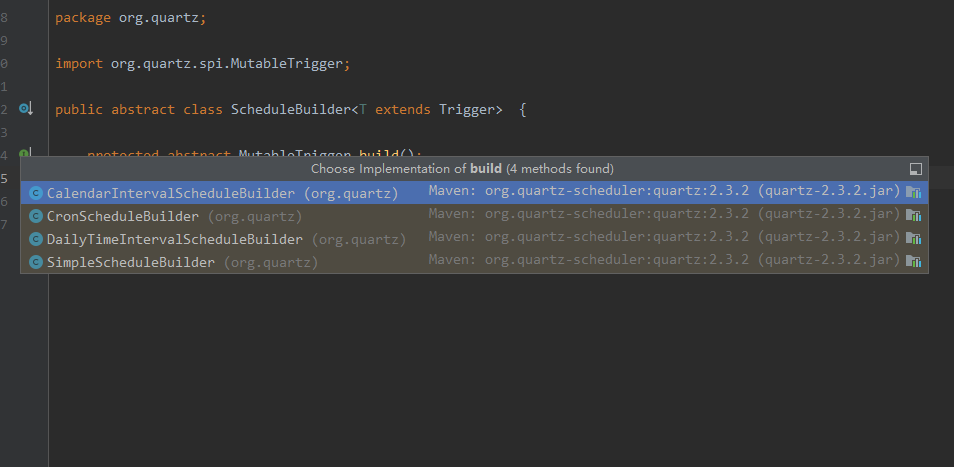 8 package org.quartz;
9
0 import org.quartz.spi.MutableTrigger;
1
2 public abstract class ScheduleBuilder<T extends Trigger> {
3
4 protected abstract MutableTrigger build();
Choose Implementation of build (4 methods found)
5 CalendarIntervalScheduleBuilder (org.quartz) Maven: org.quartz-scheduler:quartz:2.3.2 (quartz-2.3.2.jar)
6 CronScheduleBuilder (org.quartz) Maven: org.quartz-scheduler:quartz:2.3.2 (quartz-2.3.2.jar)
7 DailyTimeIntervalScheduleBuilder (org.quartz) Maven: org.quartz-scheduler:quartz:2.3.2 (quartz-2.3.2.jar)
SimpleScheduleBuilder (org.quartz) Maven: org.quartz-scheduler:quartz:2.3.2 (quartz-2.3.2.jar)